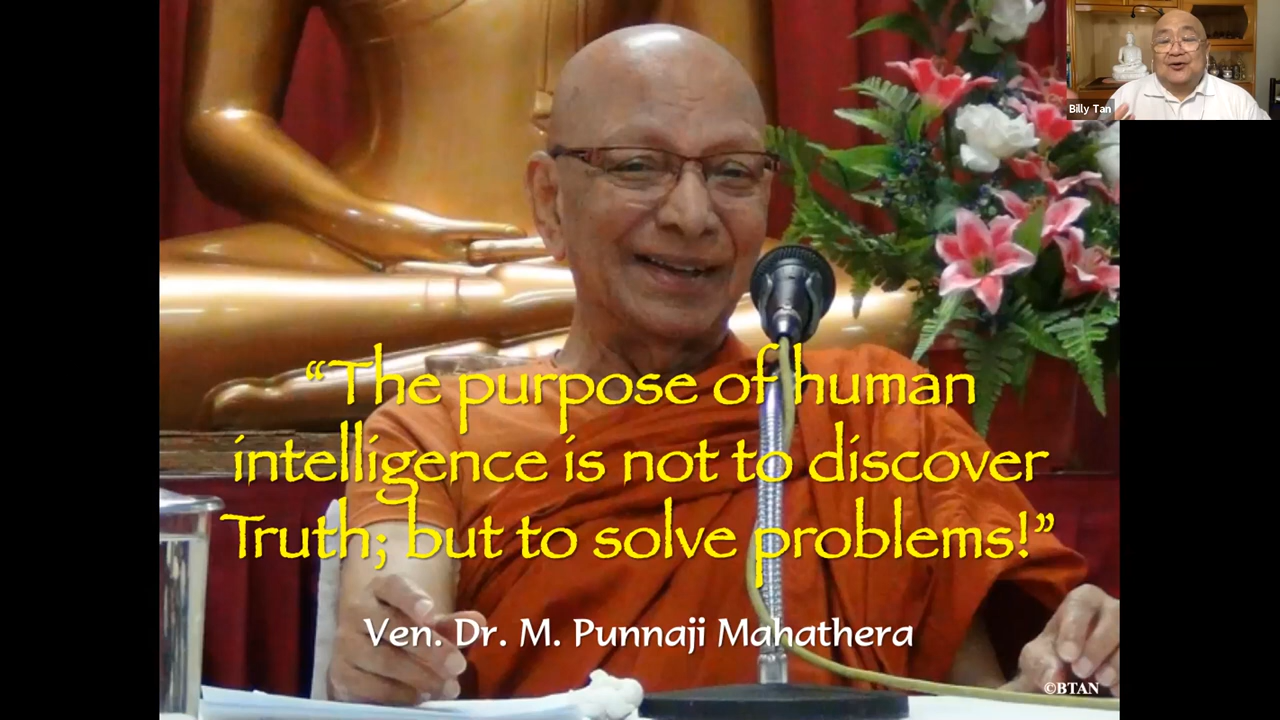 Billy Tan
“The purpose of human
intelligence is not to discover
Truth; but to solve problems!”
Ven. Dr. M. Punnaji Mahathera
©BTAN